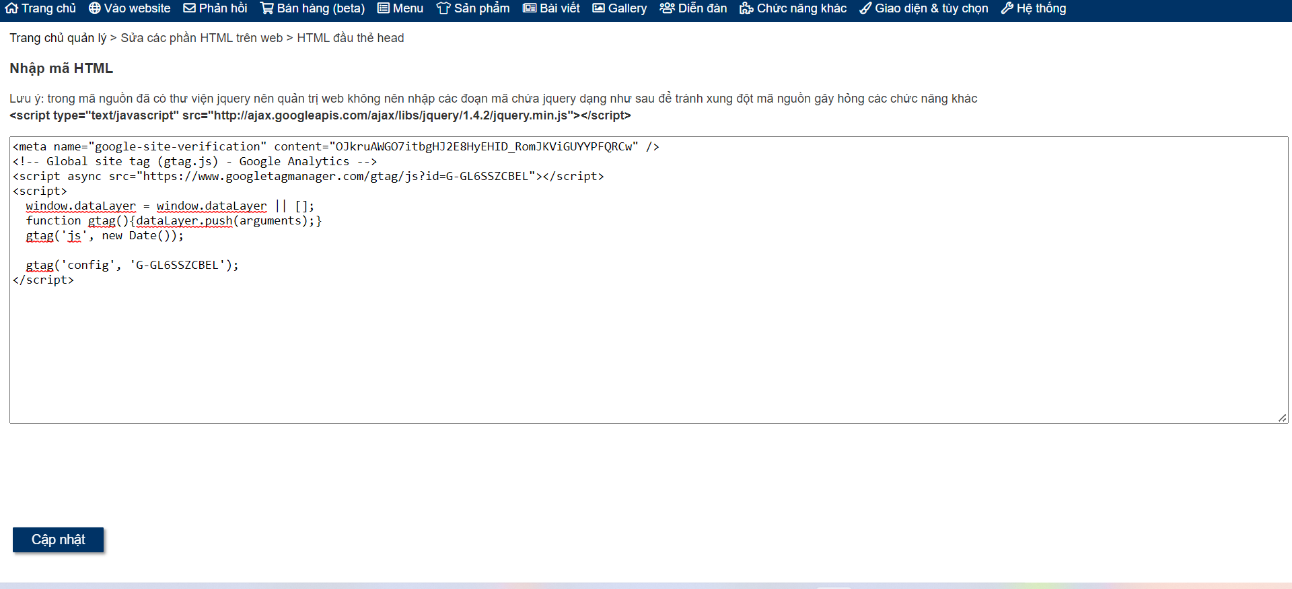 Trang chủ Vào website Phản hồi Bán hàng (beta) Menu Sản phẩm Bài viết Gallery Diễn đàn Chức năng khác Giao diện & tùy chọn Hệ thống
Trang chủ quản lý > Sửa các phần HTML trên web > HTML đầu thẻ head
Nhập mã HTML
Lưu ý: trong mã nguồn đã có thư viện jquery nên quản trị web không nên nhập các đoạn mã chứa jquery dạng như sau để tránh xung đột mã nguồn gây hỏng các chức năng khác
<script type="text/javascript" src="http://ajax.googleapis.com/ajax/libs/jquery/1.4.2/jquery.min.js"></script>
<meta name="google-site-verification" content="OJkruAWGO7itbgHJ2E8HyEHID_RomJKViGUYYPFQRCw" />
<!-- Global site tag (gtag.js) - Google Analytics -->
<script async src="https://www.googletagmanager.com/gtag/js?id=G-GL6SSZCBEL"></script>
<script>
window.dataLayer = window.dataLayer || [];
function gtag(){dataLayer.push(arguments);}
gtag('js', new Date());
gtag('config', 'G-GL6SSZCBEL');
</script>
Cập nhật